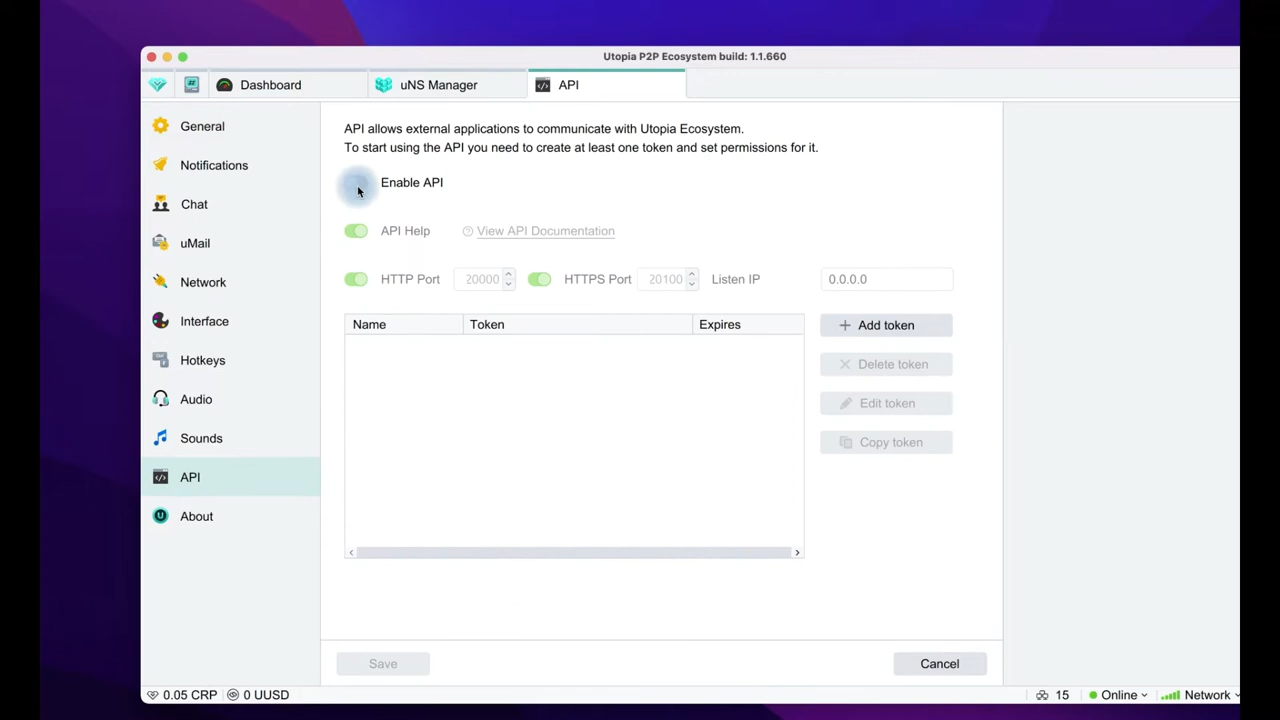 Utopia P2P Ecosystem build: 1.1.660
Dashboard
uNS Manager
API
General
Notifications
Chat
uMail
Network
Interface
Hotkeys
Audio
Sounds
API
About
API allows external applications to communicate with Utopia Ecosystem.
To start using the API you need to create at least one token and set permissions for it.
Enable API
API Help
View API Documentation
HTTP Port 20000 HTTPS Port 20100 Listen IP 0.0.0.0
Name Token Expires
Add token
Delete token
Edit token
Copy token
Save
Cancel
0.05 CRP 0 UUSD
15 Online Network